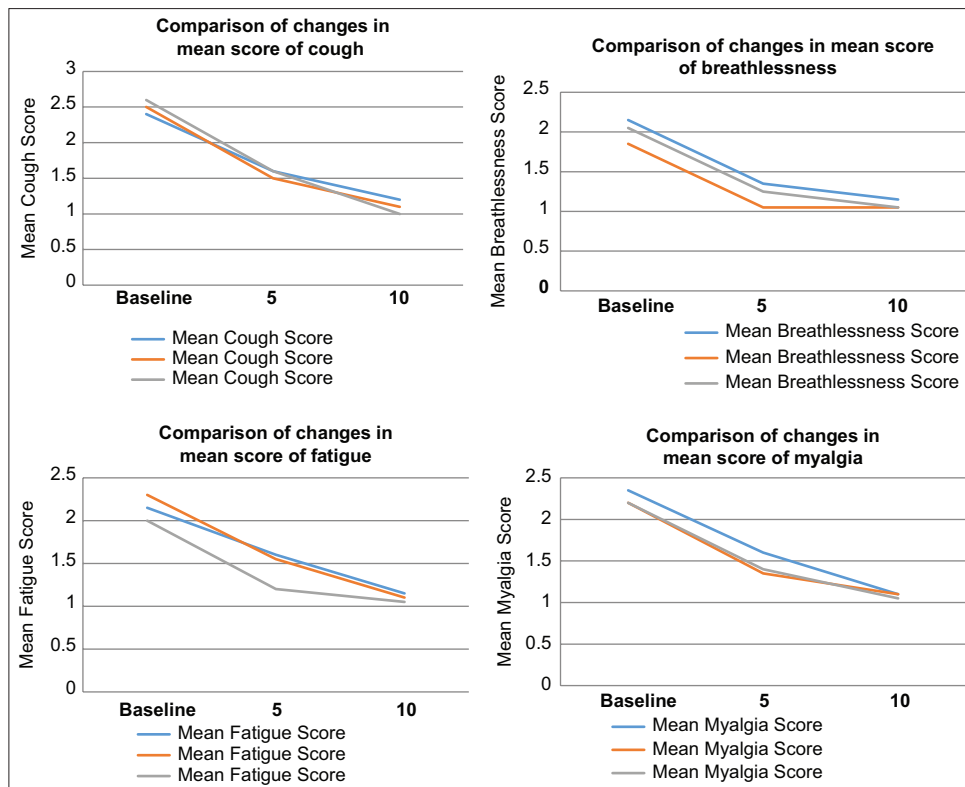 Comparison of changes in
mean score of cough
Mean Cough Score
3
2.5
2
1.5
1
0.5
0
Baseline 5 10
Mean Cough Score
Mean Cough Score
Mean Cough Score
Comparison of changes in mean score
of breathlessness
Mean Breathlessness Score
2.5
2
1.5
1
0.5
0
Baseline 5 10
Mean Breathlessness Score
Mean Breathlessness Score
Mean Breathlessness Score
Comparison of changes in
mean score of fatigue
Mean Fatigue Score
2.5
2
1.5
1
0.5
0
Baseline 5 10
Mean Fatigue Score
Mean Fatigue Score
Mean Fatigue Score
Comparison of changes in
mean score of myalgia
Mean Myalgia Score
2.5
2
1.5
1
0.5
0
Baseline 5 10
Mean Myalgia Score
Mean Myalgia Score
Mean Myalgia Score